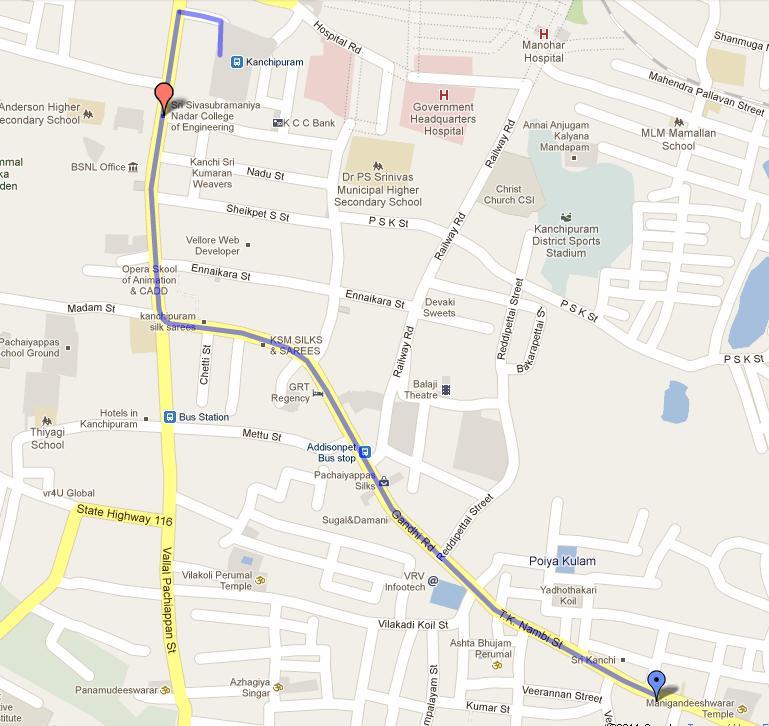 Hospital Rd
H
Manohar
Hospital
Shanmuga
Kanchipuram
Mahendra Pallavan Street
H
Government
Headquarters
Hospital
Anderson Higher
econdary School
Sri Sivasubramaniya
Nadar College
of Engineering
K C C Bank
Railway Rd
Annai Anjugam
Kalyana
Mandapam
MLM Mamallan
School
BSNL Office
Kanchi Sri
Kumaran
Weavers
Nadu St
Dr PS Srinivas
Municipal Higher
Secondary School
mmal
ka
den
Christ
Church CSI
Sheikpet S St
P S K St
Railway Rd
Kanchipuram
District Sports
Stadium
Vellore Web
Developer
Opera Skool
of Animation
& CADD
Ennaikara St
Ennaikara St
Devaki
Sweets
Reddipettai Street
P S K St
Madam St
kanchipuram
silk sarees
Bakarapettai S
KSM SILKS
& SAREES
Railway Rd
P S K St
Pachaiyappas
chool Ground
Chetti St
GRT
Regency
Balaji
Theatre
Hotels in
Kanchipuram
Bus Station
Thiyagi
School
Mettu St
Addisonpet
Bus stop
Pachaiyappas
Silks
vr4U Global
State Highway 116
Sugal&Damani
Gandhi Rd
Reddipettai Street
Vallal Pachiappan St
Poiya Kulam
Vilakoli Perumal
Temple
VRV
Infotech
@
Yadhothakari
Koil
Vilakadi Koil St
T.K. Nambi St
Ashta Bhujam
Perumal
Sri Kanchi
Panamudeeswarar
Azhagiya
Singar
mpalayam St
Veerannan Street
Manigandeeshwarar
Temple
Kumar St